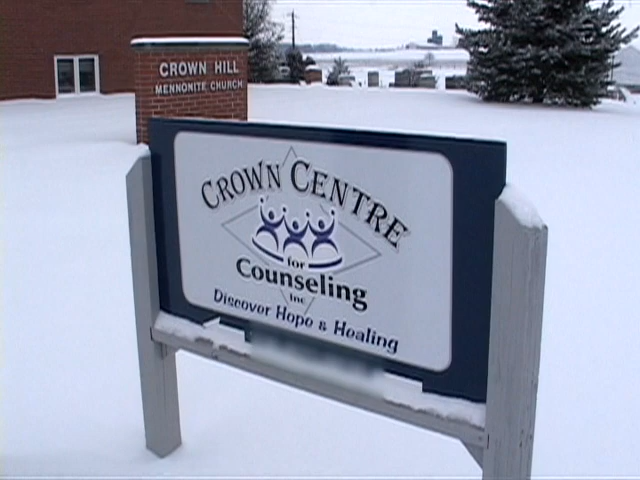 CROWN HILL
MENNONITE CHURCH
CROWN CENTRE
for
Counseling
Inc
Discover Hope & Healing